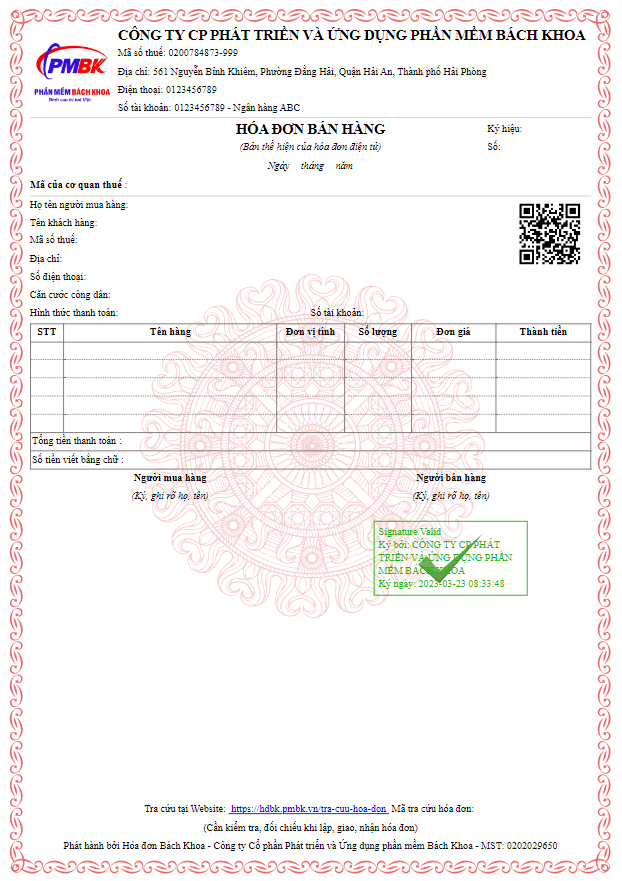 CÔNG TY CP PHÁT TRIỂN VÀ ỨNG DỤNG PHẦN MỀM BÁCH KHOA
Mã số thuế: 0200784873-999
PMBK
PHẦN MỀM BÁCH KHOA
Đỉnh cao trí tuệ Việt
Địa chỉ: 561 Nguyễn Bỉnh Khiêm, Phường Đằng Hải, Quận Hải An, Thành phố Hải Phòng
Điện thoại: 0123456789
Số tài khoản: 0123456789 - Ngân hàng ABC
HÓA ĐƠN BÁN HÀNG
Ký hiệu:
(Bản thể hiện của hóa đơn điện tử)
Số:
Ngày tháng năm
Mã của cơ quan thuế :
Họ tên người mua hàng:
Tên khách hàng:
Mã số thuế:
Địa chỉ:
Số điện thoại:
Căn cước công dân:
Hình thức thanh toán: Số tài khoản:
STT Tên hàng Đơn vị tính Số lượng Đơn giá Thành tiền
Tổng tiền thanh toán :
Số tiền viết bằng chữ :
Người mua hàng Người bán hàng
(Ký, ghi rõ họ, tên) (Ký, ghi rõ họ, tên)
Signature Valid
Ký bởi: CÔNG TY CP PHÁT
TRIỂN VÀ ỨNG DỤNG PHẦN
MỀM BÁCH KHOA
Ký ngày: 2023-03-23 08:33:48
Tra cứu tại Website: https://hdbk.pmbk.vn/tra-cuu-hoa-don Mã tra cứu hóa đơn:
(Cần kiểm tra, đối chiếu khi lập, giao, nhận hóa đơn)
Phát hành bởi Hóa đơn Bách Khoa - Công ty Cổ phần Phát triển và Ứng dụng phần mềm Bách Khoa - MST: 0202029650